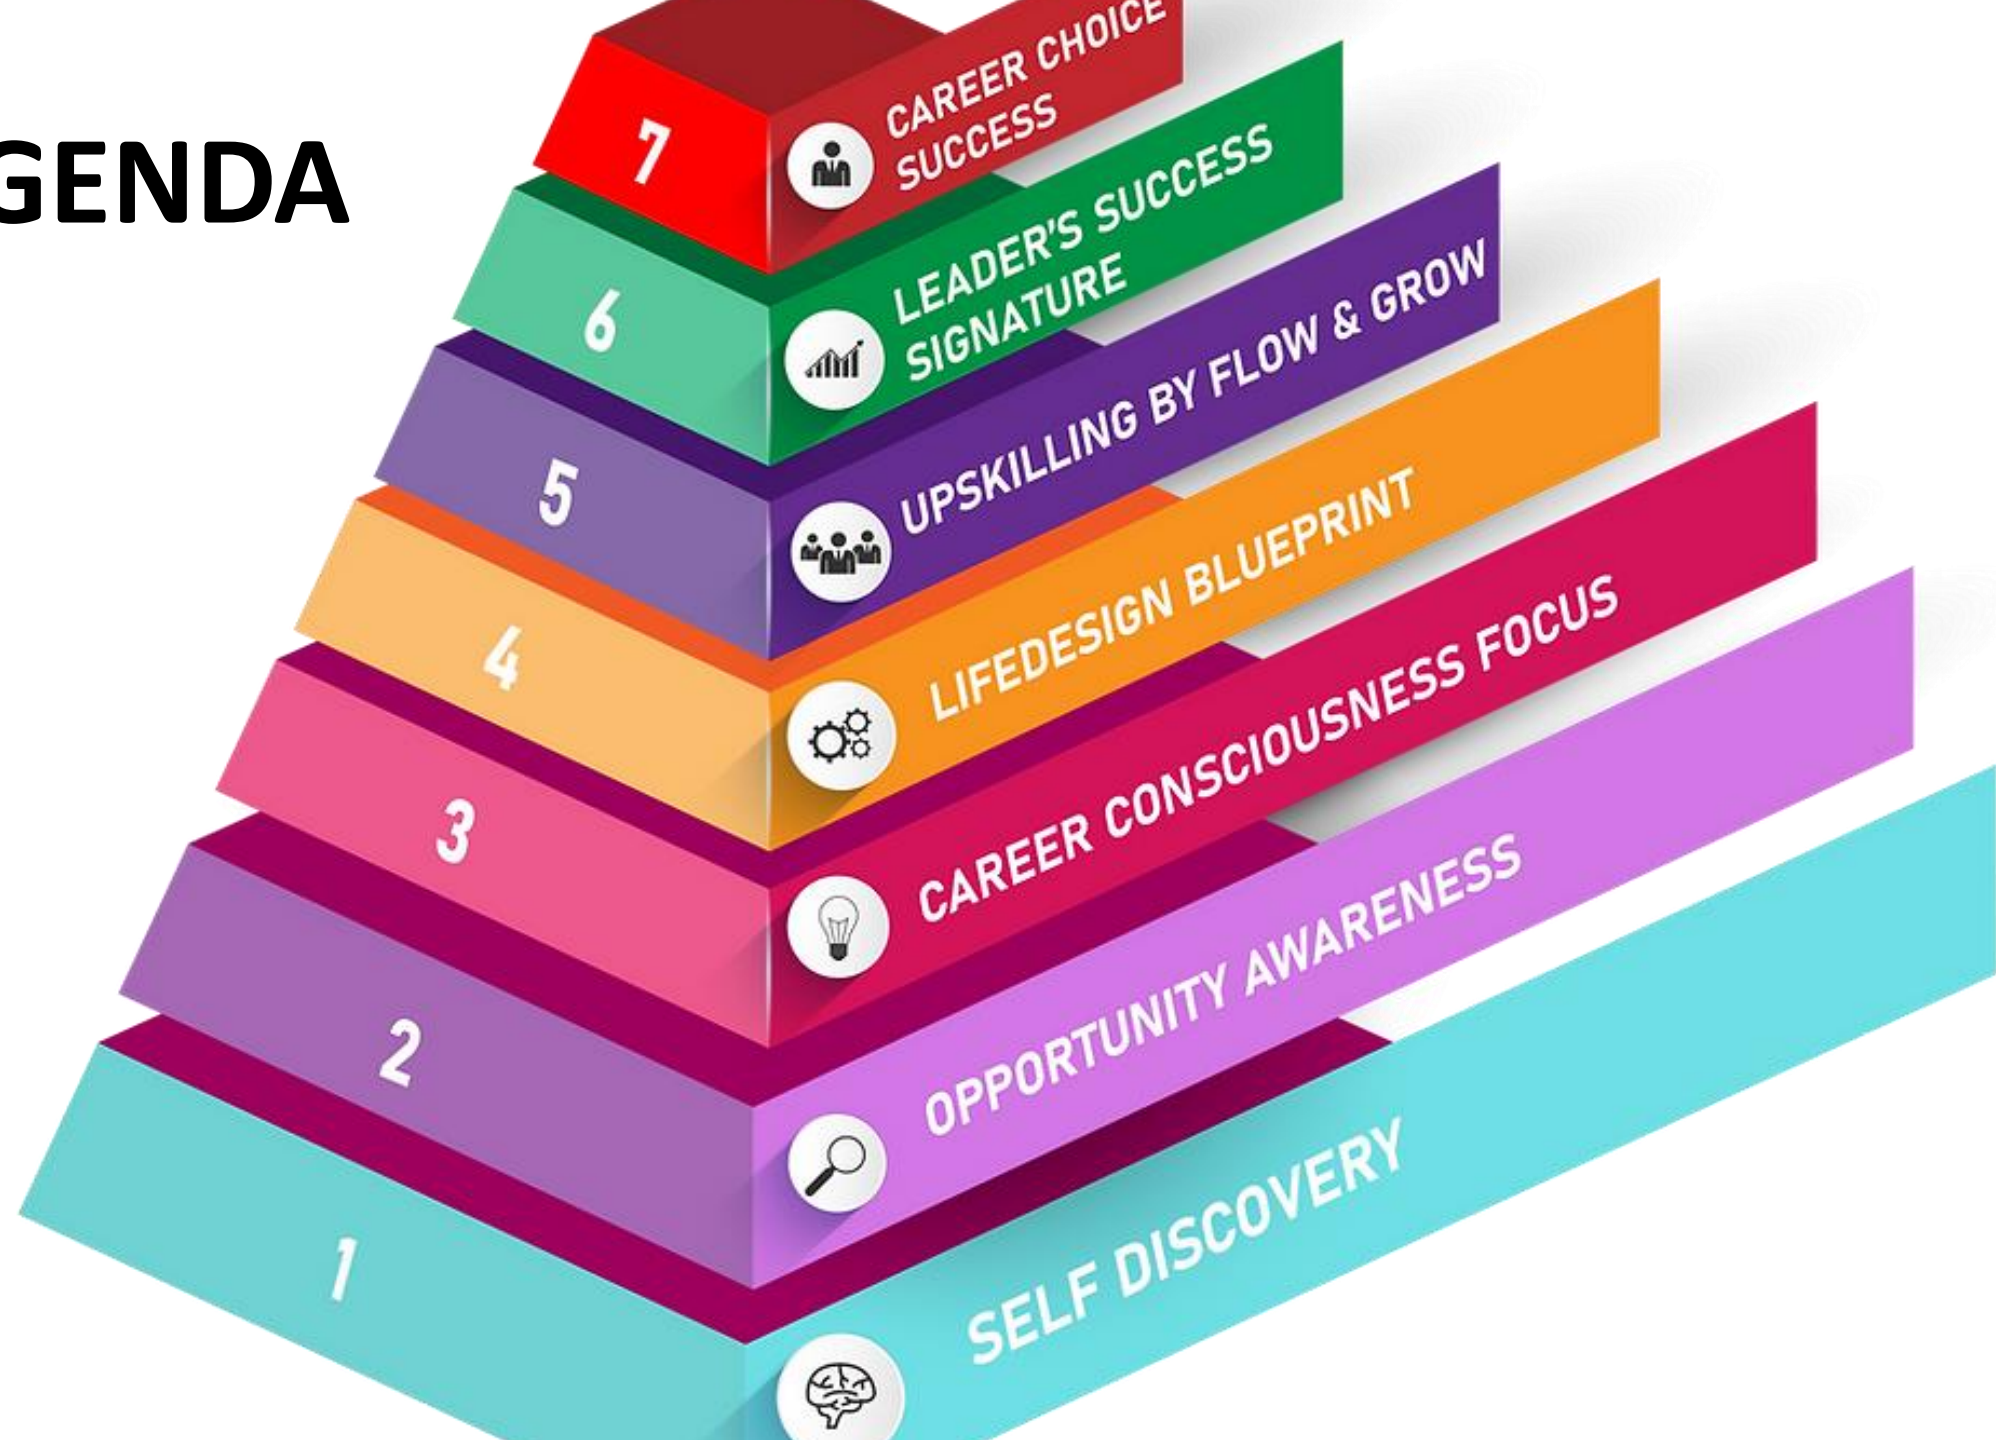 GENDA
7
CAREER CHOICE
SUCCESS
6
LEADER'S SUCCESS
SIGNATURE
5
UPSKILLING BY FLOW & GROW
4
LIFEDESIGN BLUEPRINT
3
CAREER CONSCIOUSNESS FOCUS
2
OPPORTUNITY AWARENESS
1
SELF DISCOVERY